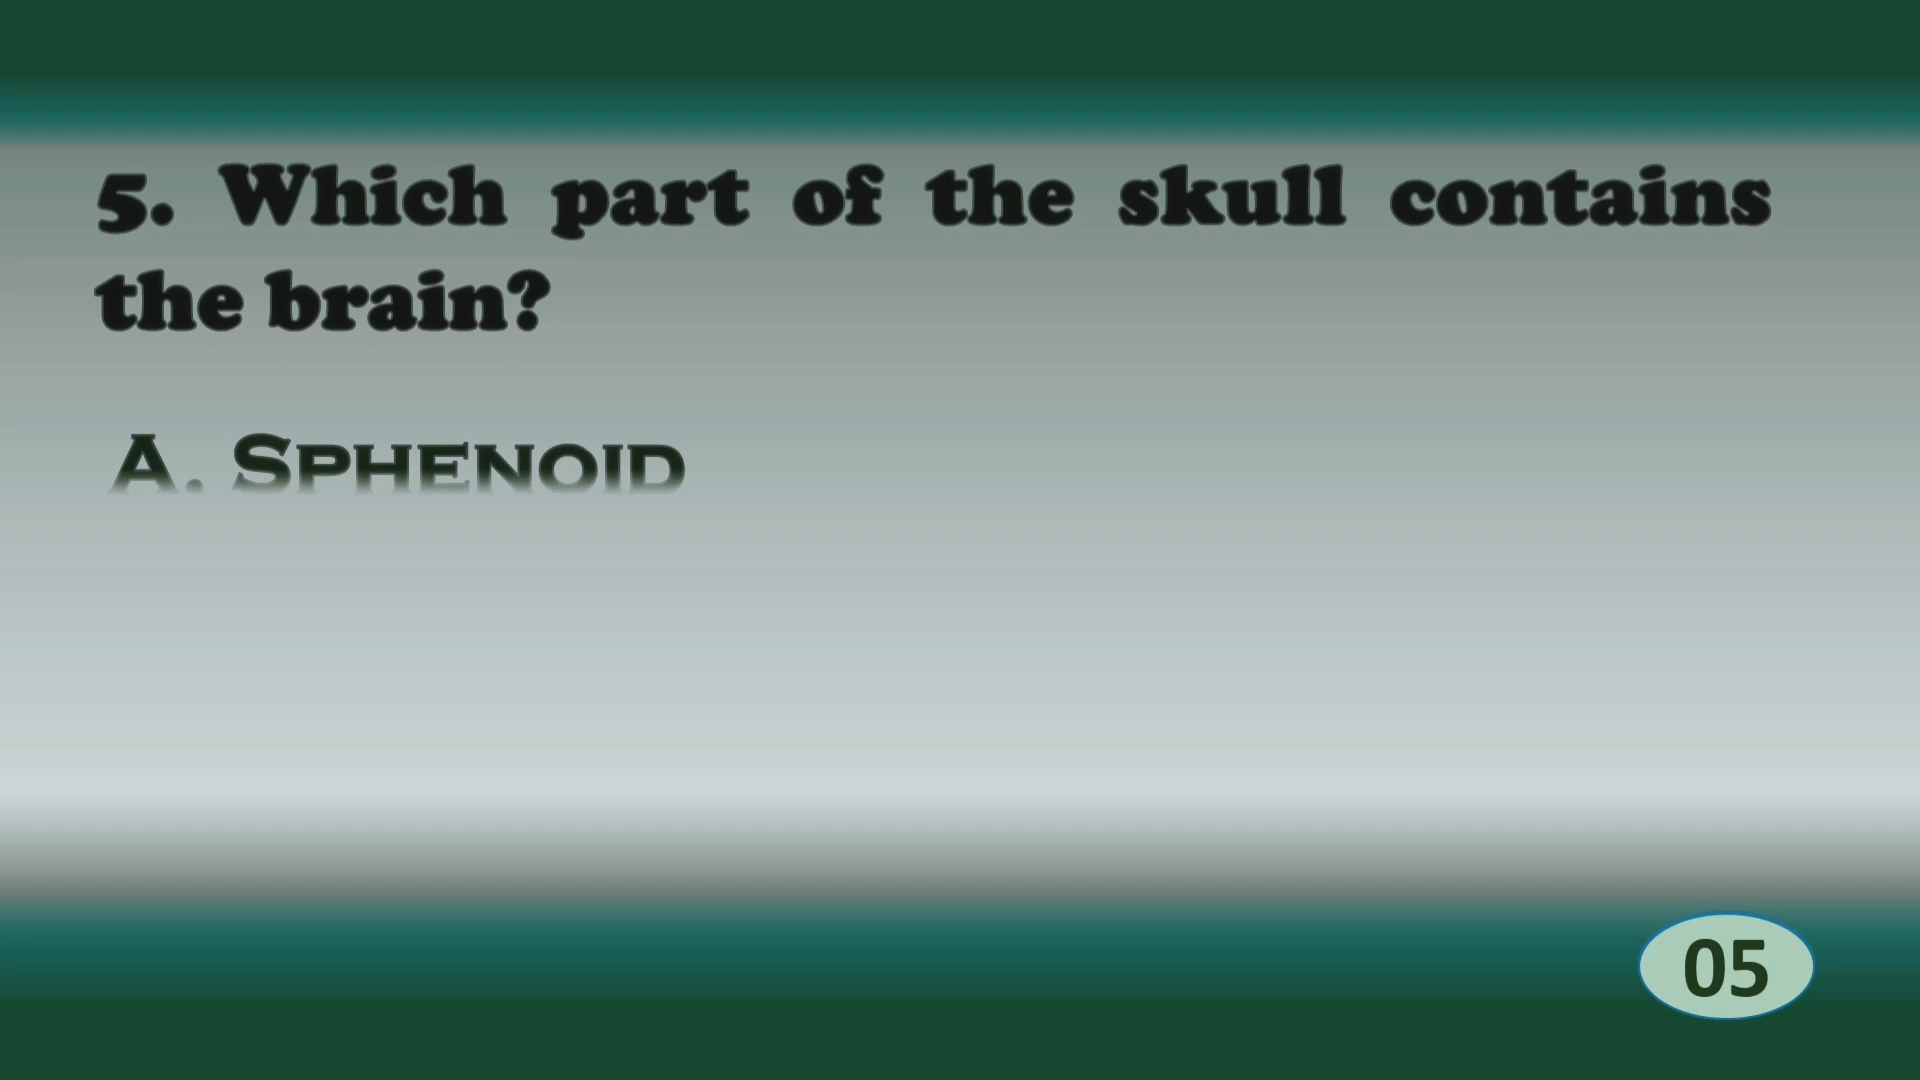 5. Which part of the skull contains
the brain?
A. Sphenoid
05